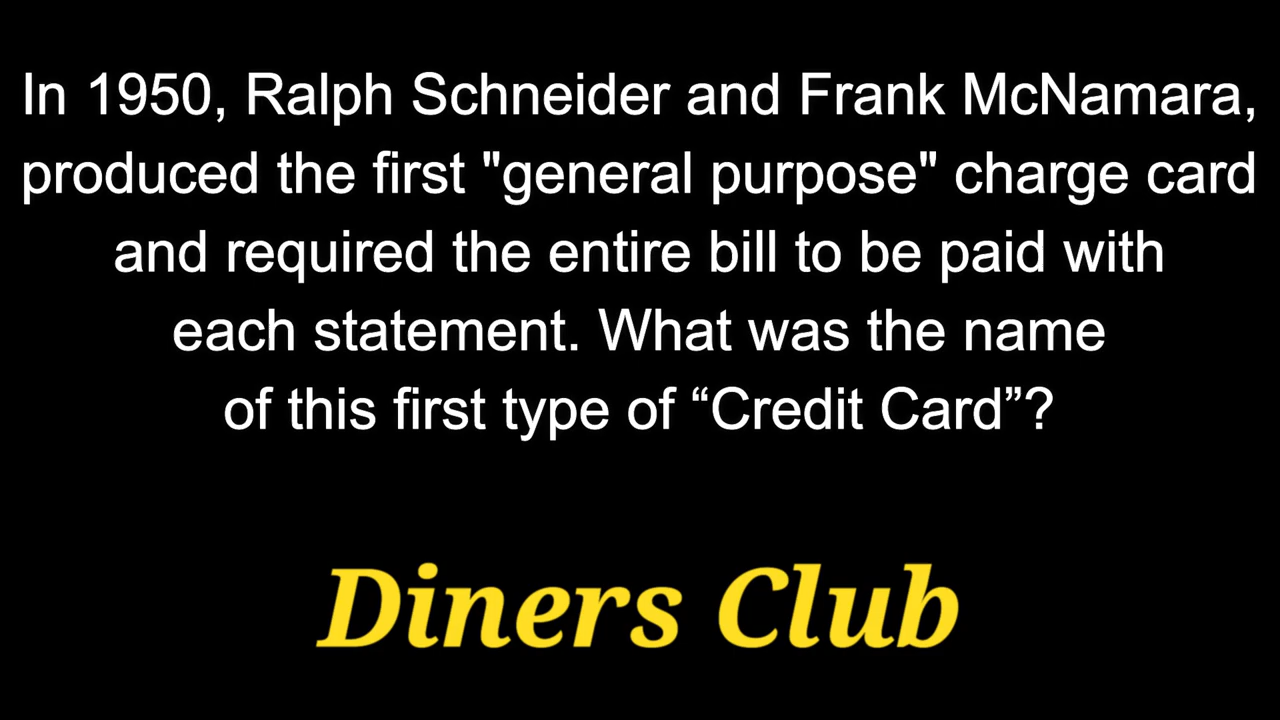 In 1950, Ralph Schneider and Frank McNamara,
produced the first "general purpose" charge card
and required the entire bill to be paid with
each statement. What was the name
of this first type of “Credit Card”?
Diners Club